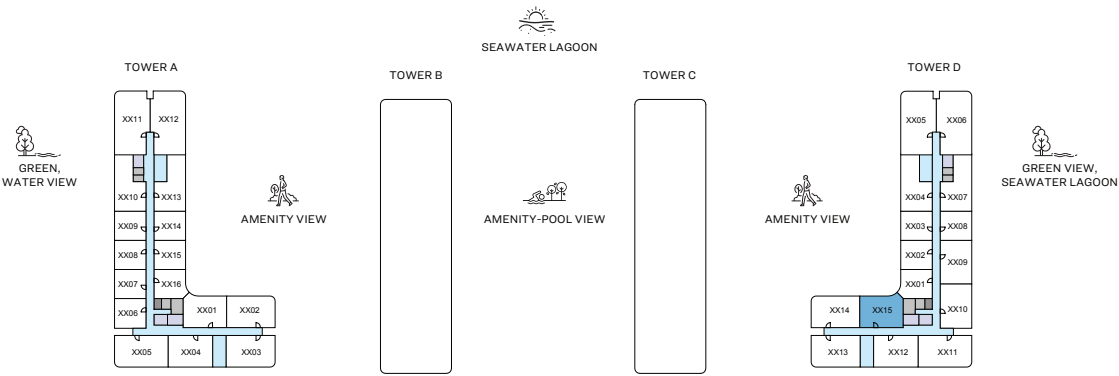 SEAWATER LAGOON
TOWER A
TOWER B
TOWER C
TOWER D
XX11
XX12
XX05
XX06
GREEN,
WATER VIEW
GREEN VIEW,
SEAWATER LAGOON
XX10
XX13
AMENITY VIEW
AMENITY-POOL VIEW
AMENITY VIEW
XX04
XX07
XX09
XX14
XX03
XX08
XX08
XX15
XX02
XX09
XX07
XX16
XX01
XX06
XX01
XX02
XX14
XX15
XX10
XX05
XX04
XX03
XX13
XX12
XX11